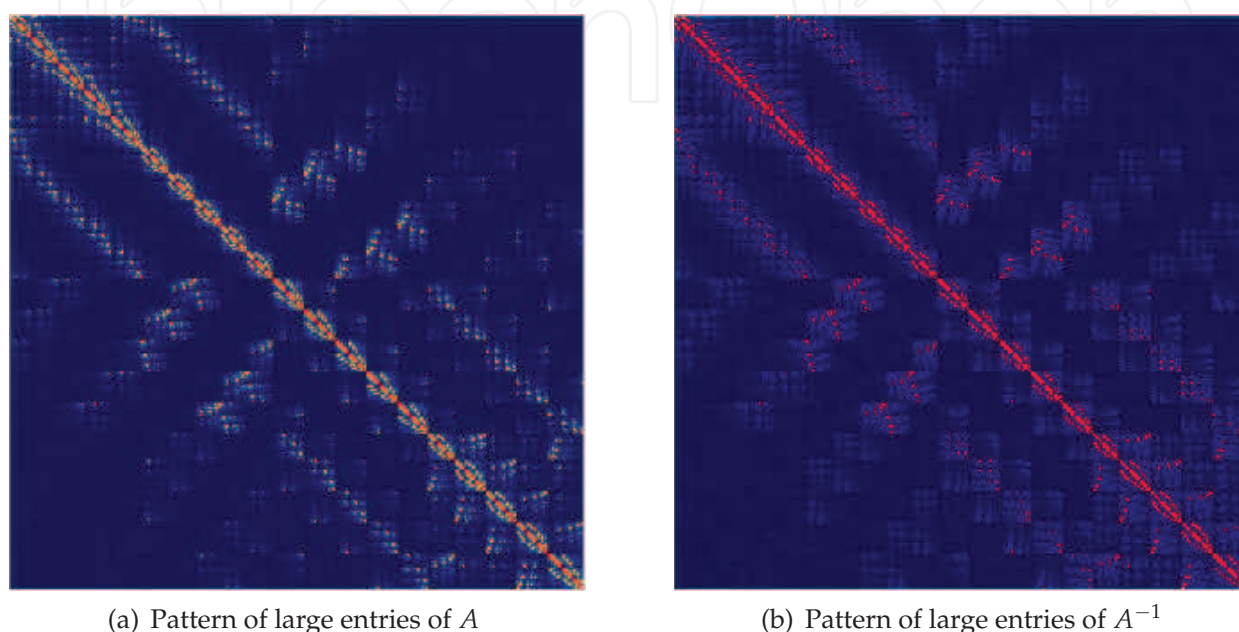 (a) Pattern of large entries of A
(b) Pattern of large entries of A⁻¹